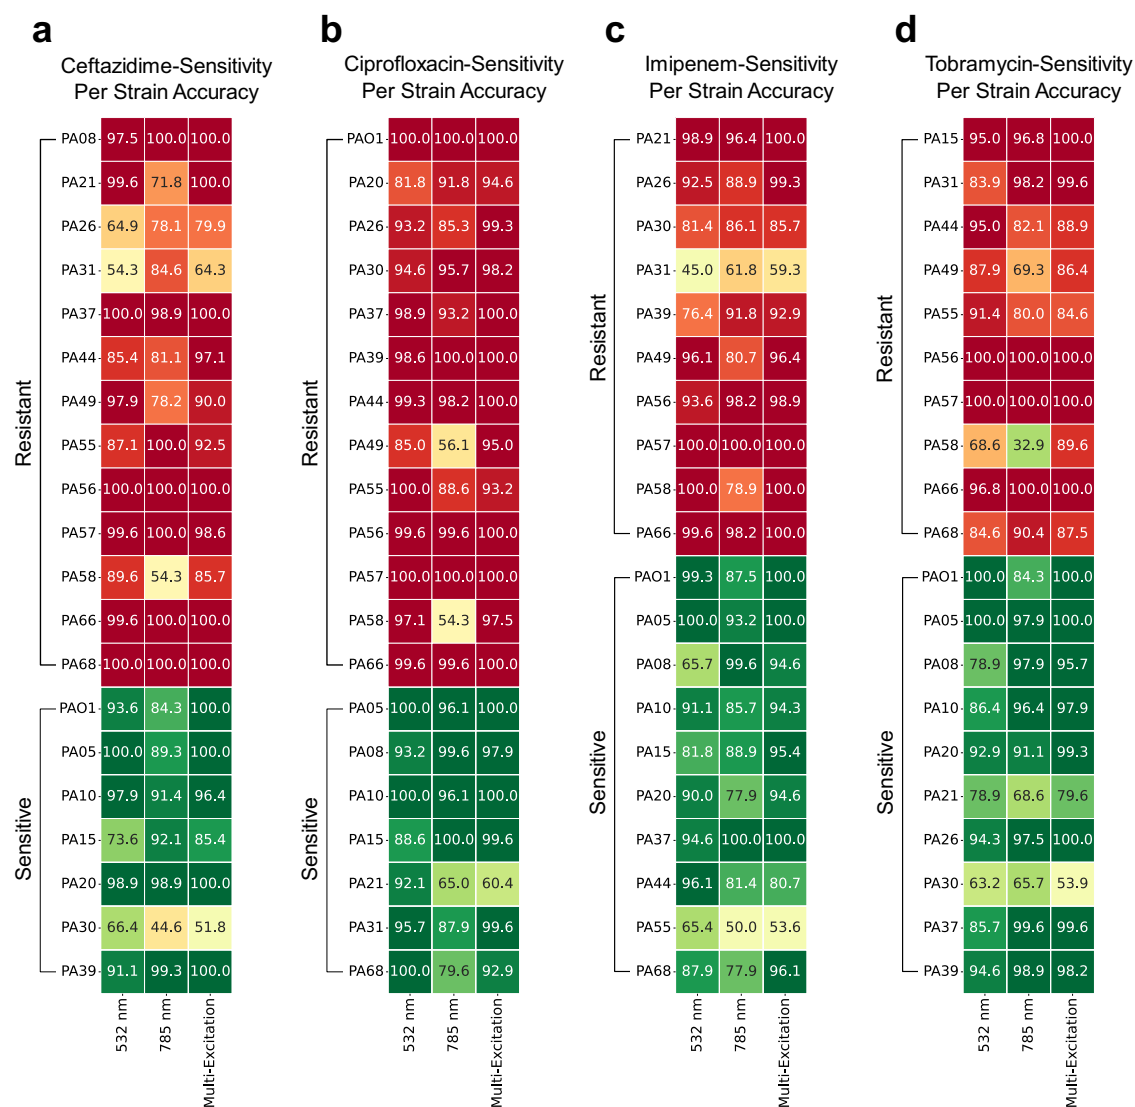 a
Ceftazidime-Sensitivity
Per Strain Accuracy
Resistant
PA08 97.5 100.0 100.0
PA21 99.6 71.8 100.0
PA26 64.9 78.1 79.9
PA31 54.3 84.6 64.3
PA37 100.0 98.9 100.0
PA44 85.4 81.1 97.1
PA49 97.9 78.2 90.0
PA55 87.1 100.0 92.5
PA56 100.0 100.0 100.0
PA57 99.6 100.0 98.6
PA58 89.6 54.3 85.7
PA66 99.6 100.0 100.0
PA68 100.0 100.0 100.0
Sensitive
PAO1 93.6 84.3 100.0
PA05 100.0 89.3 100.0
PA10 97.9 91.4 96.4
PA15 73.6 92.1 85.4
PA20 98.9 98.9 100.0
PA30 66.4 44.6 51.8
PA39 91.1 99.3 100.0
532 nm
785 nm
Multi-Excitation
b
Ciprofloxacin-Sensitivity
Per Strain Accuracy
Resistant
PAO1 100.0 100.0 100.0
PA20 81.8 91.8 94.6
PA26 93.2 85.3 99.3
PA30 94.6 95.7 98.2
PA37 98.9 93.2 100.0
PA39 98.6 100.0 100.0
PA44 99.3 98.2 100.0
PA49 85.0 56.1 95.0
PA55 100.0 88.6 93.2
PA56 99.6 99.6 100.0
PA57 100.0 100.0 100.0
PA58 97.1 54.3 97.5
PA66 99.6 99.6 100.0
Sensitive
PA05 100.0 96.1 100.0
PA08 93.2 99.6 97.9
PA10 100.0 96.1 100.0
PA15 88.6 100.0 99.6
PA21 92.1 65.0 60.4
PA31 95.7 87.9 99.6
PA68 100.0 79.6 92.9
532 nm
785 nm
Multi-Excitation
c
Imipenem-Sensitivity
Per Strain Accuracy
Resistant
PA21 98.9 96.4 100.0
PA26 92.5 88.9 99.3
PA30 81.4 86.1 85.7
PA31 45.0 61.8 59.3
PA39 76.4 91.8 92.9
PA49 96.1 80.7 96.4
PA56 93.6 98.2 98.9
PA57 100.0 100.0 100.0
PA58 100.0 78.9 100.0
PA66 99.6 98.2 100.0
Sensitive
PAO1 99.3 87.5 100.0
PA05 100.0 93.2 100.0
PA08 65.7 99.6 94.6
PA10 91.1 85.7 94.3
PA15 81.8 88.9 95.4
PA20 90.0 77.9 94.6
PA37 94.6 100.0 100.0
PA44 96.1 81.4 80.7
PA55 65.4 50.0 53.6
PA68 87.9 77.9 96.1
532 nm
785 nm
Multi-Excitation
d
Tobramycin-Sensitivity
Per Strain Accuracy
Resistant
PA15 95.0 96.8 100.0
PA31 83.9 98.2 99.6
PA44 95.0 82.1 88.9
PA49 87.9 69.3 86.4
PA55 91.4 80.0 84.6
PA56 100.0 100.0 100.0
PA57 100.0 100.0 100.0
PA58 68.6 32.9 89.6
PA66 96.8 100.0 100.0
PA68 84.6 90.4 87.5
Sensitive
PAO1 100.0 84.3 100.0
PA05 100.0 97.9 100.0
PA08 78.9 97.9 95.7
PA10 86.4 96.4 97.9
PA20 92.9 91.1 99.3
PA21 78.9 68.6 79.6
PA26 94.3 97.5 100.0
PA30 63.2 65.7 53.9
PA37 85.7 99.6 99.6
PA39 94.6 98.9 98.2
532 nm
785 nm
Multi-Excitation